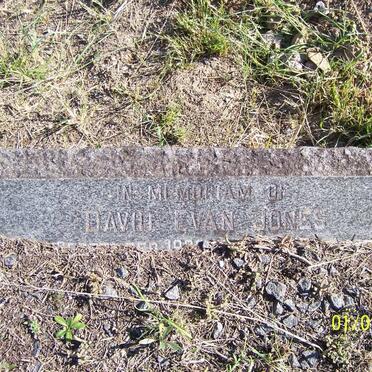 IN MEMORIAM OF
DAVID EVAN JONES
01/0